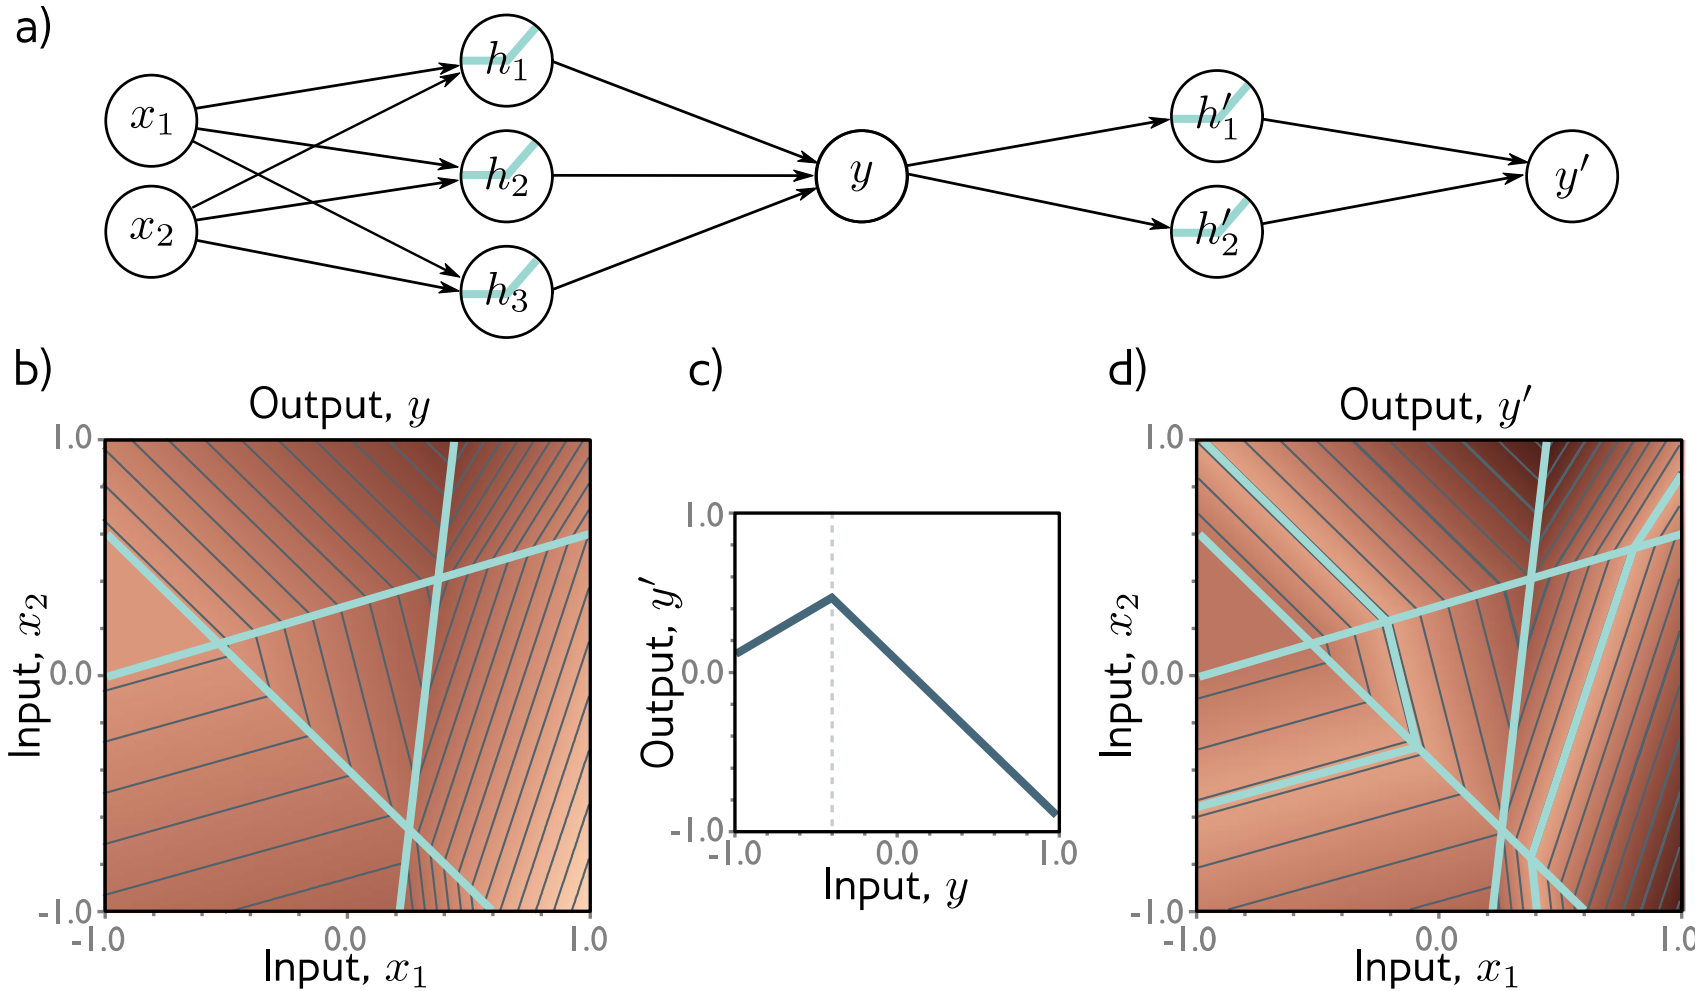 a)
x₁
x₂
h₁
h₂
h₃
y
h′₁
h′₂
y′
b)
Output, y
1.0
0.0
-1.0
Input, x₂
-1.0 0.0 1.0
Input, x₁
c)
1.0
0.0
-1.0
Output, y′
-1.0 0.0 1.0
Input, y
d)
Output, y′
1.0
0.0
-1.0
Input, x₂
-1.0 0.0 1.0
Input, x₁